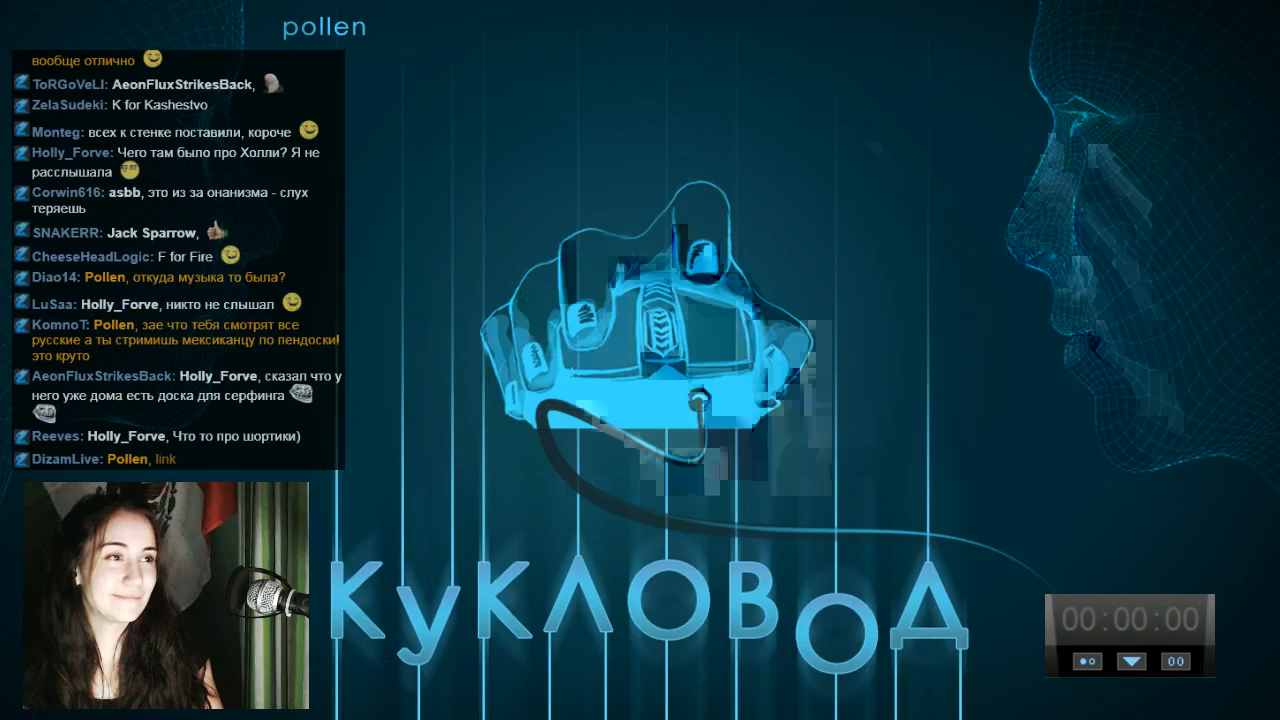 pollen
вообще отлично
ToRGoVeLI: AeonFluxStrikesBack,
ZelaSudeki: K for Kashestvo
Monteg: всех к стенке поставили, короче
Holly_Forve: Чего там было про Холли? Я не
расслышала
Corwin616: asbb, это из за онанизма - слух
теряешь
SNAKERR: Jack Sparrow,
CheeseHeadLogic: F for Fire
Diao14: Pollen, откуда музыка то была?
LuSaa: Holly_Forve, никто не слышал
KomnoT: Pollen, зае что тебя смотрят все
русские а ты стримишь мексиканцу по пендоски!
это круто
AeonFluxStrikesBack: Holly_Forve, сказал что у
него уже дома есть доска для серфинга
Reeves: Holly_Forve, Что то про шортики)
DizamLive: Pollen, link
КУКЛОВОД
00:00:00
00